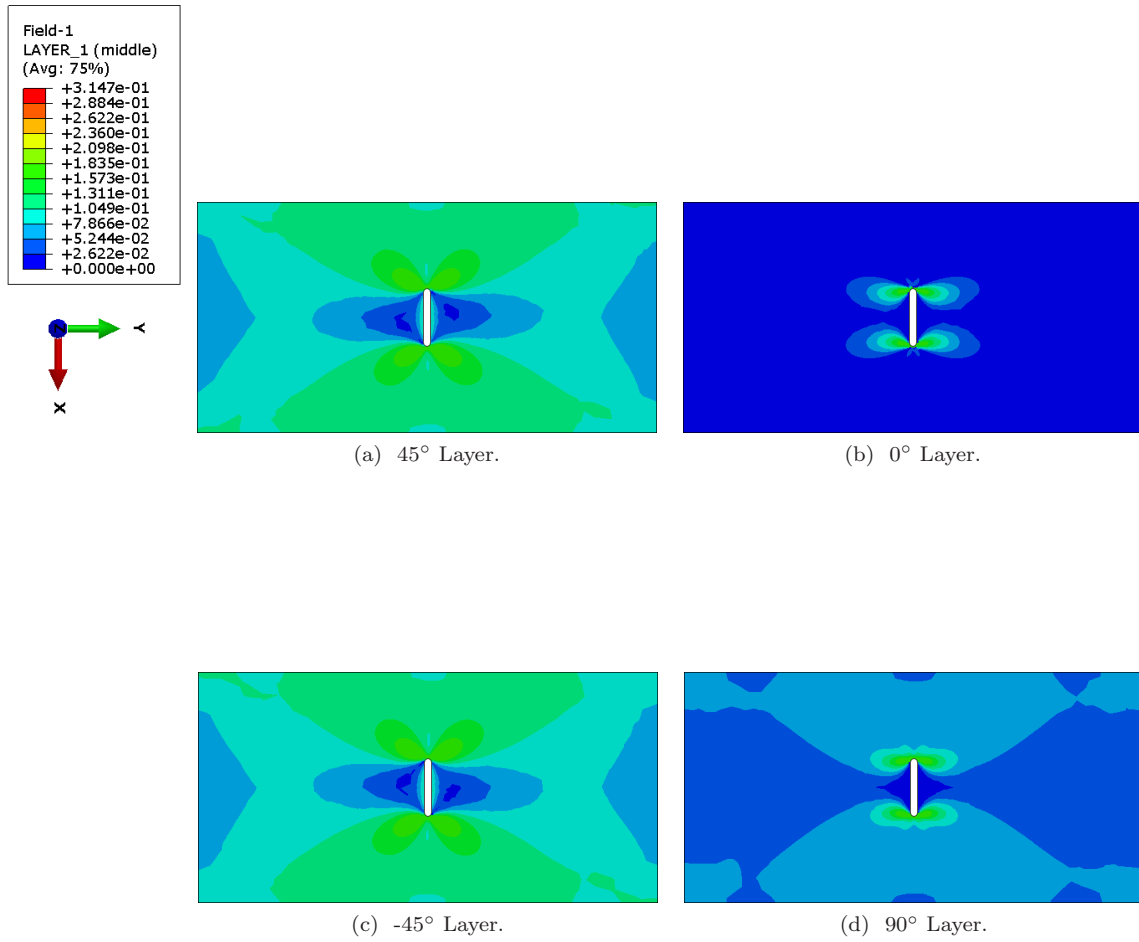 Field-1
LAYER_1 (middle)
(Avg: 75%)
+3.147e-01
+2.884e-01
+2.622e-01
+2.360e-01
+2.098e-01
+1.835e-01
+1.573e-01
+1.311e-01
+1.049e-01
+7.866e-02
+5.244e-02
+2.622e-02
+0.000e+00
Z
Y
X
(a) 45° Layer.
(b) 0° Layer.
(c) -45° Layer.
(d) 90° Layer.